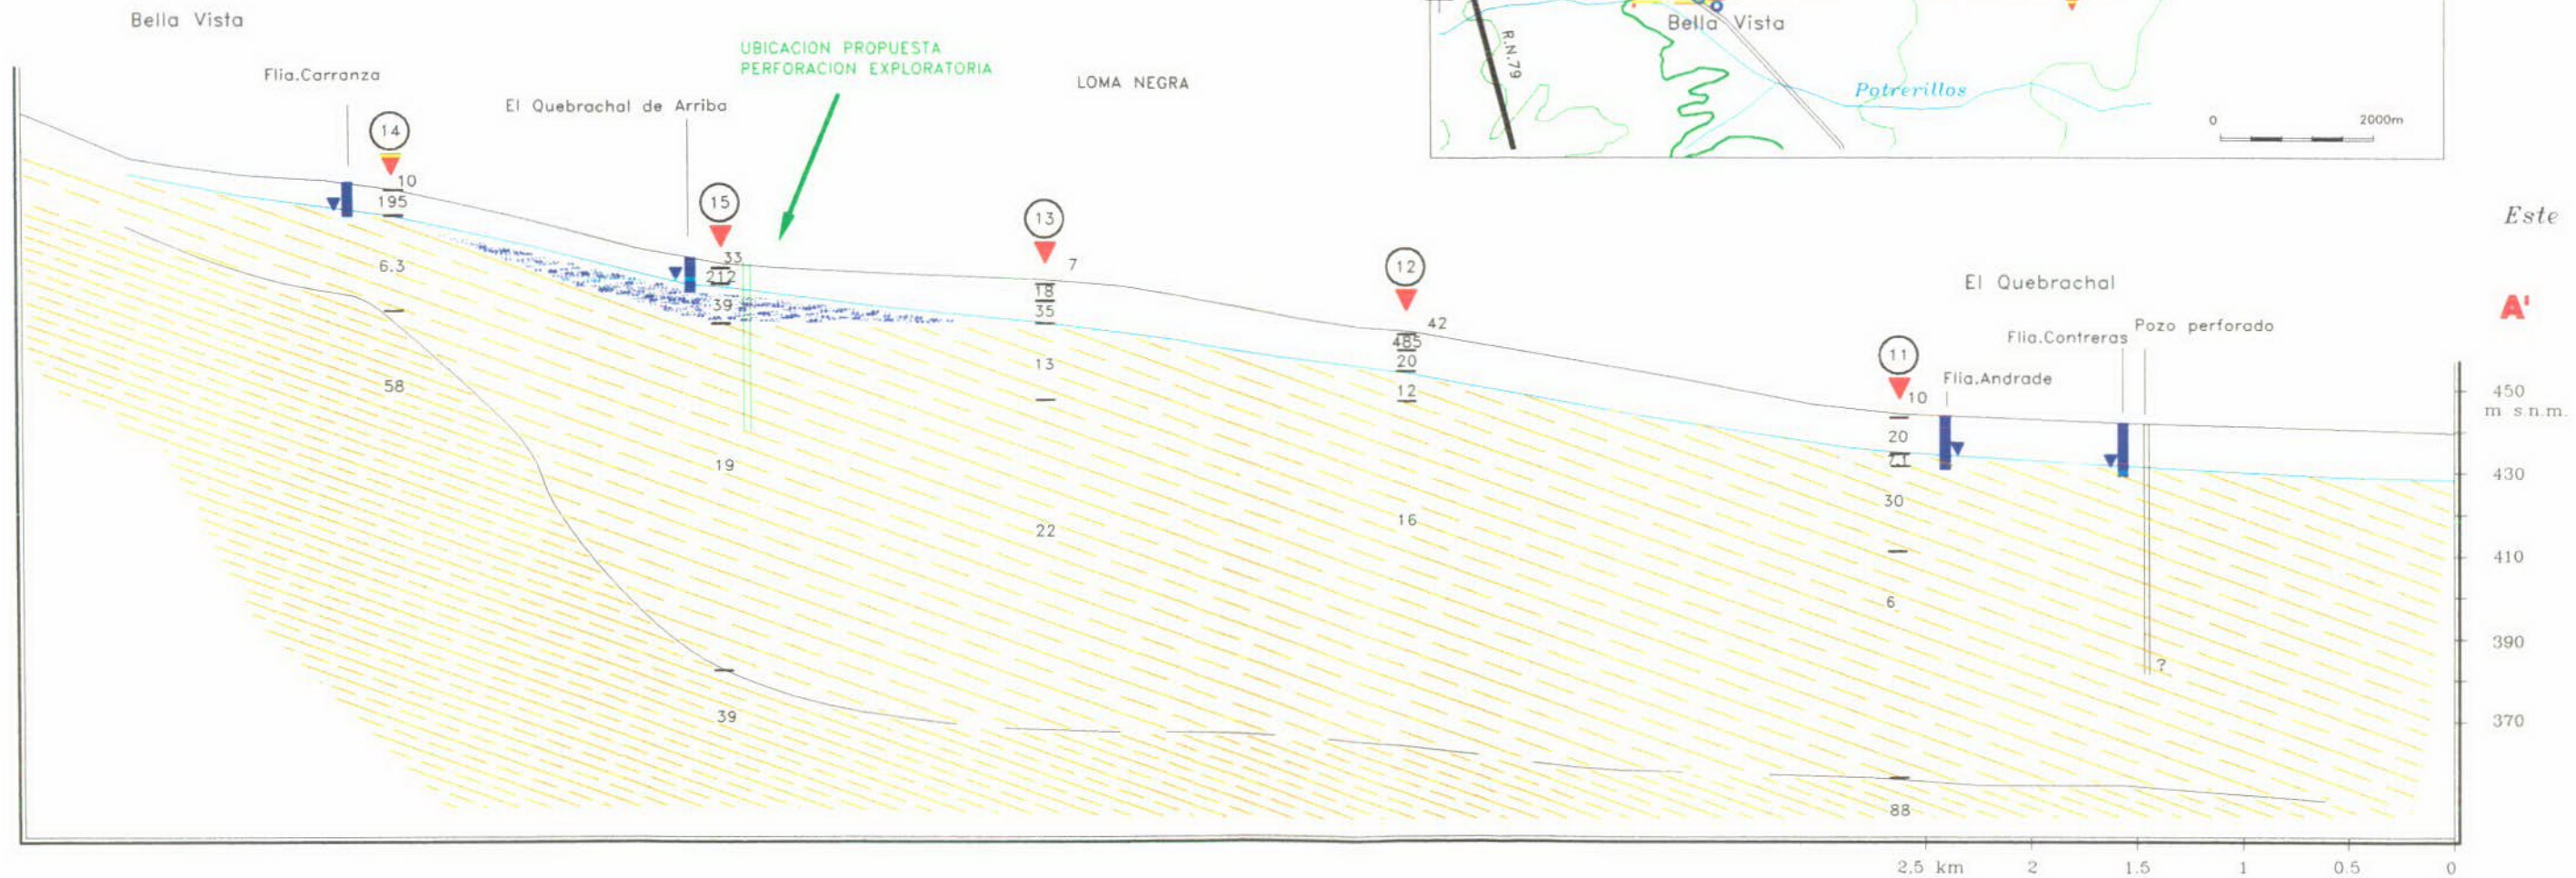 Bella Vista
Flia.Carranza
UBICACION PROPUESTA
PERFORACION EXPLORATORIA
El Quebrachal de Arriba
LOMA NEGRA
R.N.79
Bella Vista
Potrerillos
0 2000m
Este
A'
14
10
195
6.3
58
15
33
212
39
19
39
13
7
18
35
13
22
12
42
485
20
12
16
El Quebrachal
Flia.Contreras
Pozo perforado
Flia.Andrade
11
10
20
30
6
88
?
450
m s.n.m.
430
410
390
370
2.5 km 2 1.5 1 0.5 0